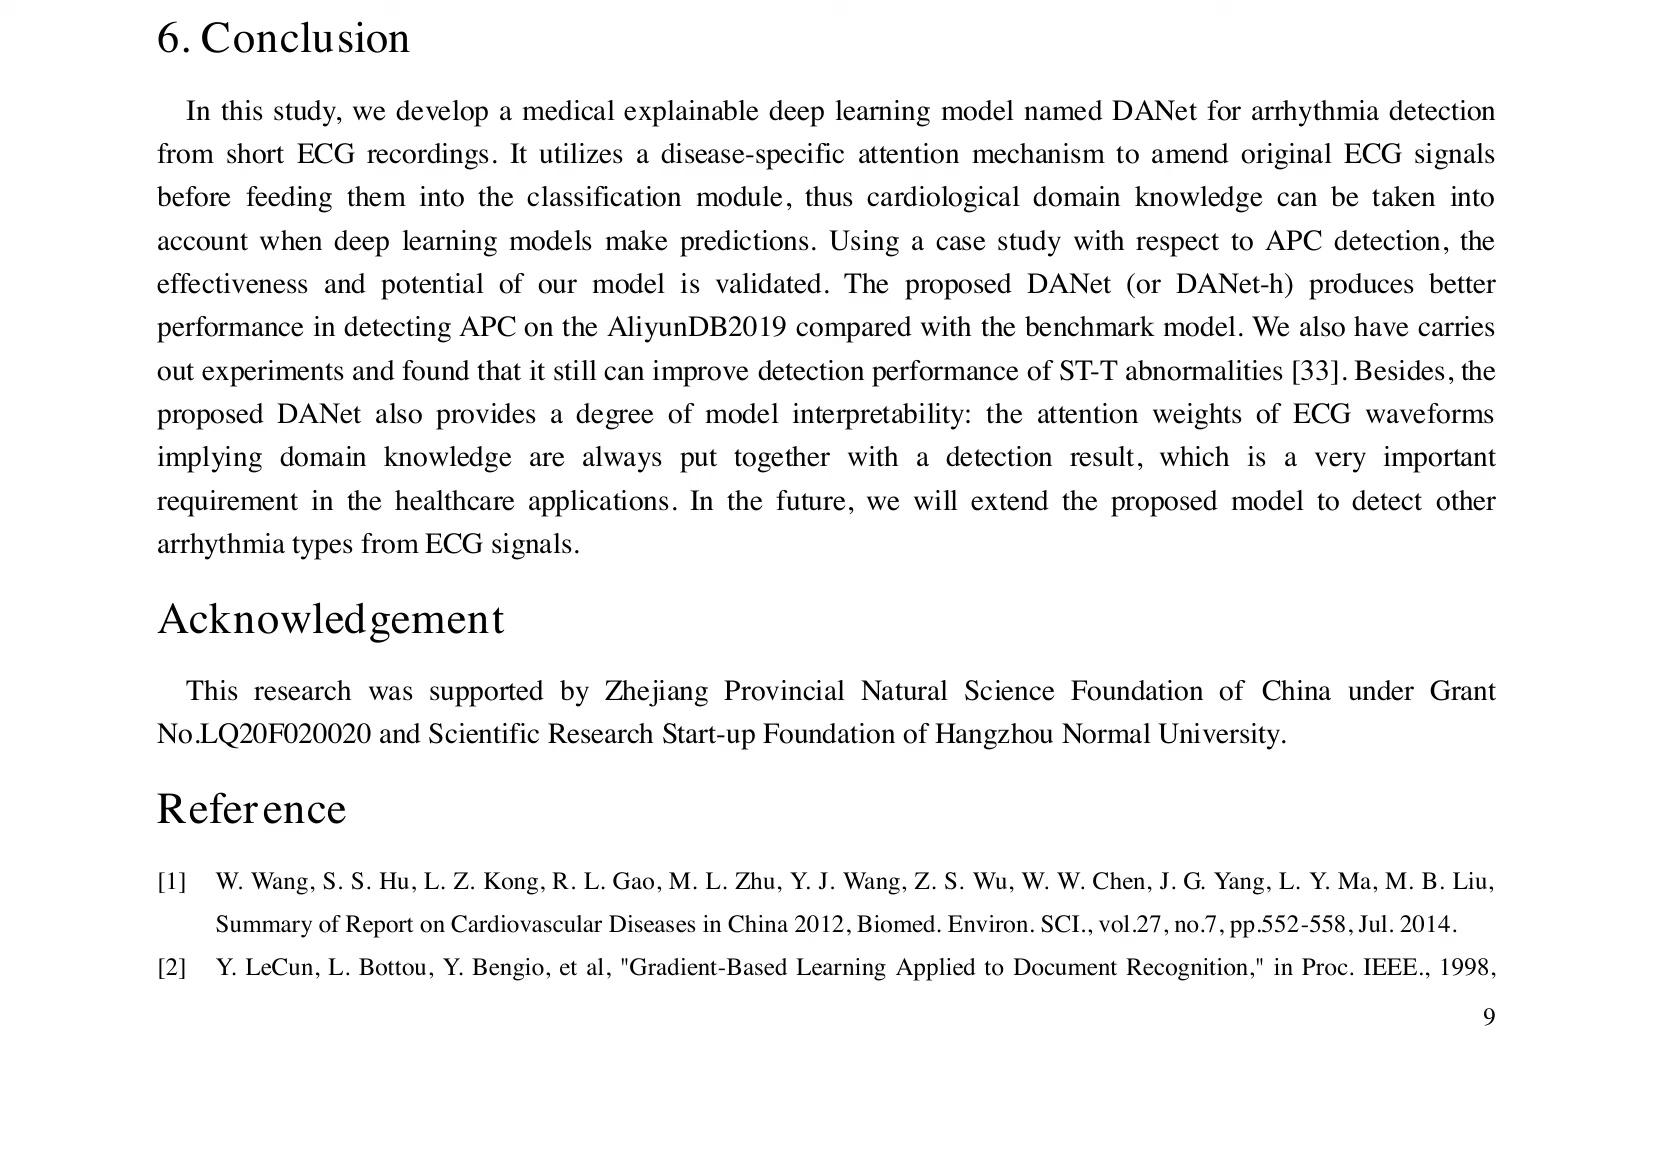 6. Conclusion
In this study, we develop a medical explainable deep learning model named DANet for arrhythmia detection
from short ECG recordings. It utilizes a disease-specific attention mechanism to amend original ECG signals
before feeding them into the classification module, thus cardiological domain knowledge can be taken into
account when deep learning models make predictions. Using a case study with respect to APC detection, the
effectiveness and potential of our model is validated. The proposed DANet (or DANet-h) produces better
performance in detecting APC on the AliyunDB2019 compared with the benchmark model. We also have carries
out experiments and found that it still can improve detection performance of ST-T abnormalities [33]. Besides, the
proposed DANet also provides a degree of model interpretability: the attention weights of ECG waveforms
implying domain knowledge are always put together with a detection result, which is a very important
requirement in the healthcare applications. In the future, we will extend the proposed model to detect other
arrhythmia types from ECG signals.
Acknowledgement
This research was supported by Zhejiang Provincial Natural Science Foundation of China under Grant
No.LQ20F020020 and Scientific Research Start-up Foundation of Hangzhou Normal University.
Reference
[1] W. Wang, S. S. Hu, L. Z. Kong, R. L. Gao, M. L. Zhu, Y. J. Wang, Z. S. Wu, W. W. Chen, J. G. Yang, L. Y. Ma, M. B. Liu,
Summary of Report on Cardiovascular Diseases in China 2012, Biomed. Environ. SCI., vol.27, no.7, pp.552-558, Jul. 2014.
[2] Y. LeCun, L. Bottou, Y. Bengio, et al, "Gradient-Based Learning Applied to Document Recognition," in Proc. IEEE., 1998,
9